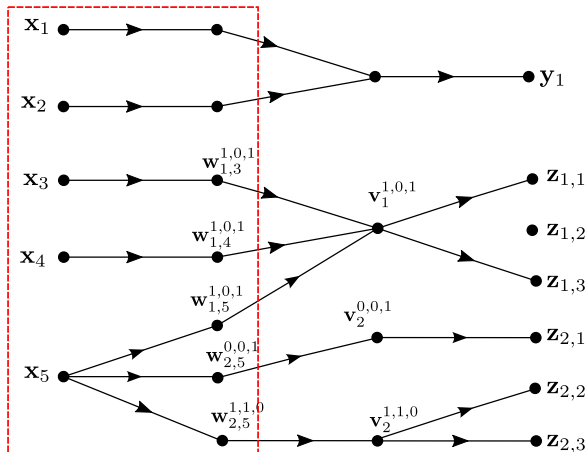 x₁
x₂ y₁
x₃ w₁,₃^{1,0,1} z₁,₁
v₁^{1,0,1}
x₄ w₁,₄^{1,0,1} z₁,₂
w₁,₅^{1,0,1} z₁,₃
v₂^{0,0,1}
x₅ w₂,₅^{0,0,1} z₂,₁
z₂,₂
w₂,₅^{1,1,0} v₂^{1,1,0} z₂,₃